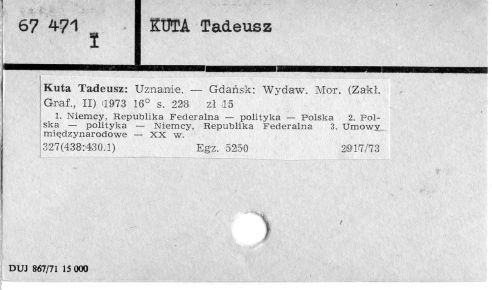 67 471 I
KUTA Tadeusz
Kuta Tadeusz: Uznanie. — Gdańsk: Wydaw. Mor. (Zakł.
Graf., II) 1973 16° s. 228 zł 15
1. Niemcy, Republika Federalna — polityka — Polska 2. Pol-
ska — polityka — Niemcy, Republika Federalna 3. Umowy
międzynarodowe — XX w.
327(438:430.1) Egz. 5250 2917/73
DUJ 867/71 15 000